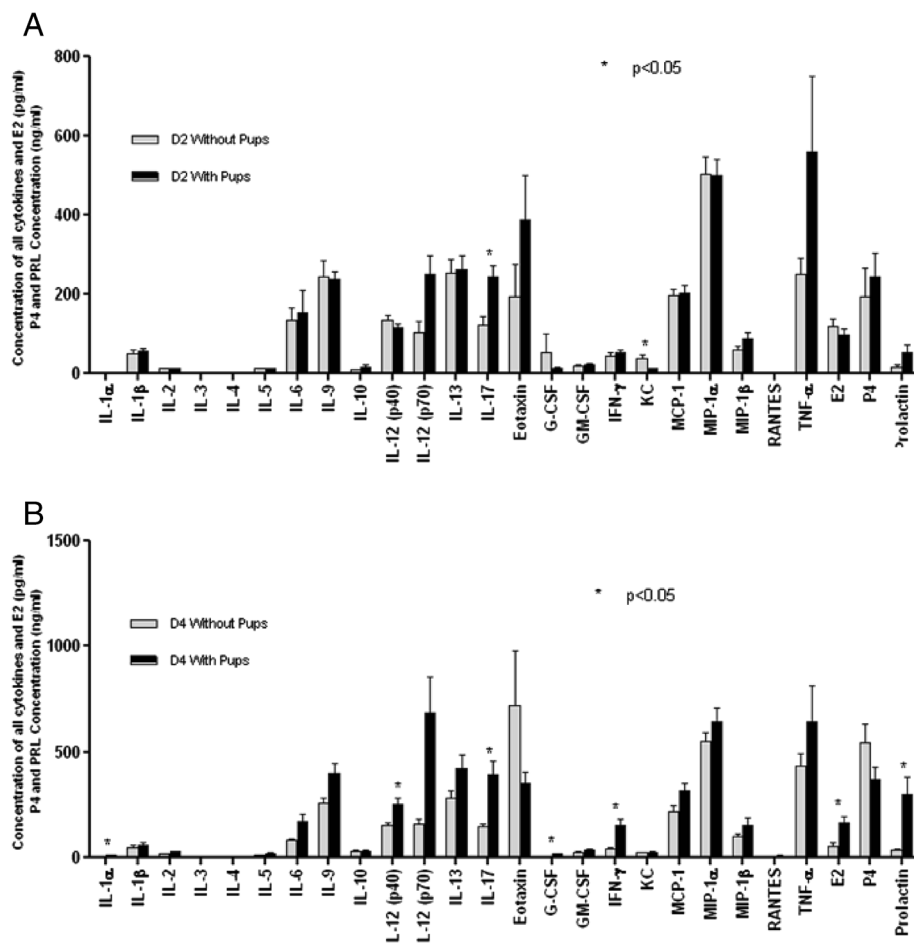 A
Concentration of all cytokines and E2 (pg/ml)
P4 and PRL Concentration (ng/ml)
800
600
400
200
0
* p<0.05
D2 Without Pups
D2 With Pups
*
*
IL-1α
IL-1β
IL-2
IL-3
IL-4
IL-5
IL-6
IL-9
IL-10
IL-12 (p40)
IL-12 (p70)
IL-13
IL-17
Eotaxin
G-CSF
GM-CSF
IFN-γ
KC
MCP-1
MIP-1α
MIP-1β
RANTES
TNF-α
E2
P4
Prolactin
B
Concentration of all cytokines and E2 (pg/ml)
P4 and PRL Concentration (ng/ml)
1500
1000
500
0
* p<0.05
D4 Without Pups
D4 With Pups
*
*
*
*
*
*
*
IL-1α
IL-1β
IL-2
IL-3
IL-4
IL-5
IL-6
IL-9
IL-10
L-12 (p40)
L-12 (p70)
IL-13
IL-17
Eotaxin
G-CSF
GM-CSF
IFN-γ
KC
MCP-1
MIP-1α
MIP-1β
RANTES
TNF-α
E2
P4
Prolactin